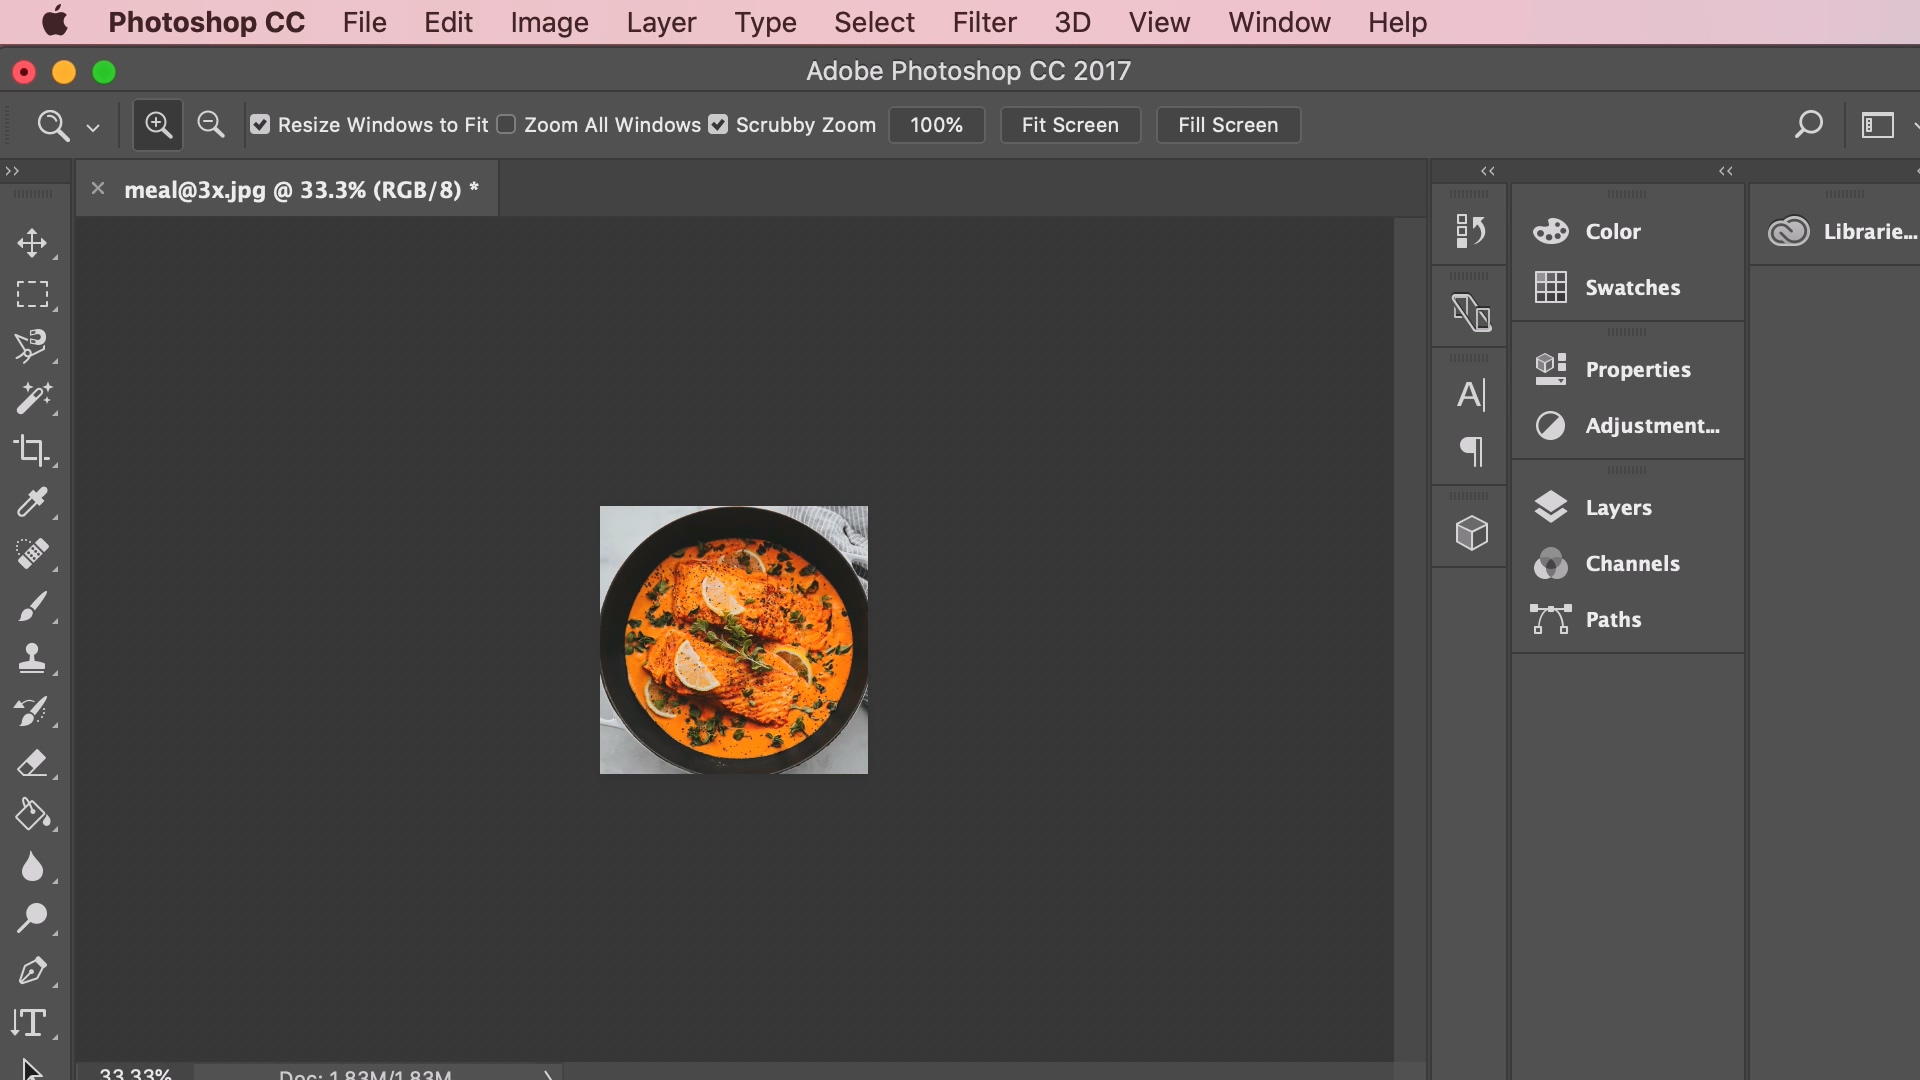 Photoshop CC File Edit Image Layer Type Select Filter 3D View Window Help
Adobe Photoshop CC 2017
Resize Windows to Fit Zoom All Windows Scrubby Zoom 100% Fit Screen Fill Screen
meal@3x.jpg @ 33.3% (RGB/8) *
Color
Swatches
Properties
Adjustment...
Layers
Channels
Paths
Librarie...
33.33% Doc: 1.83M/1.83M